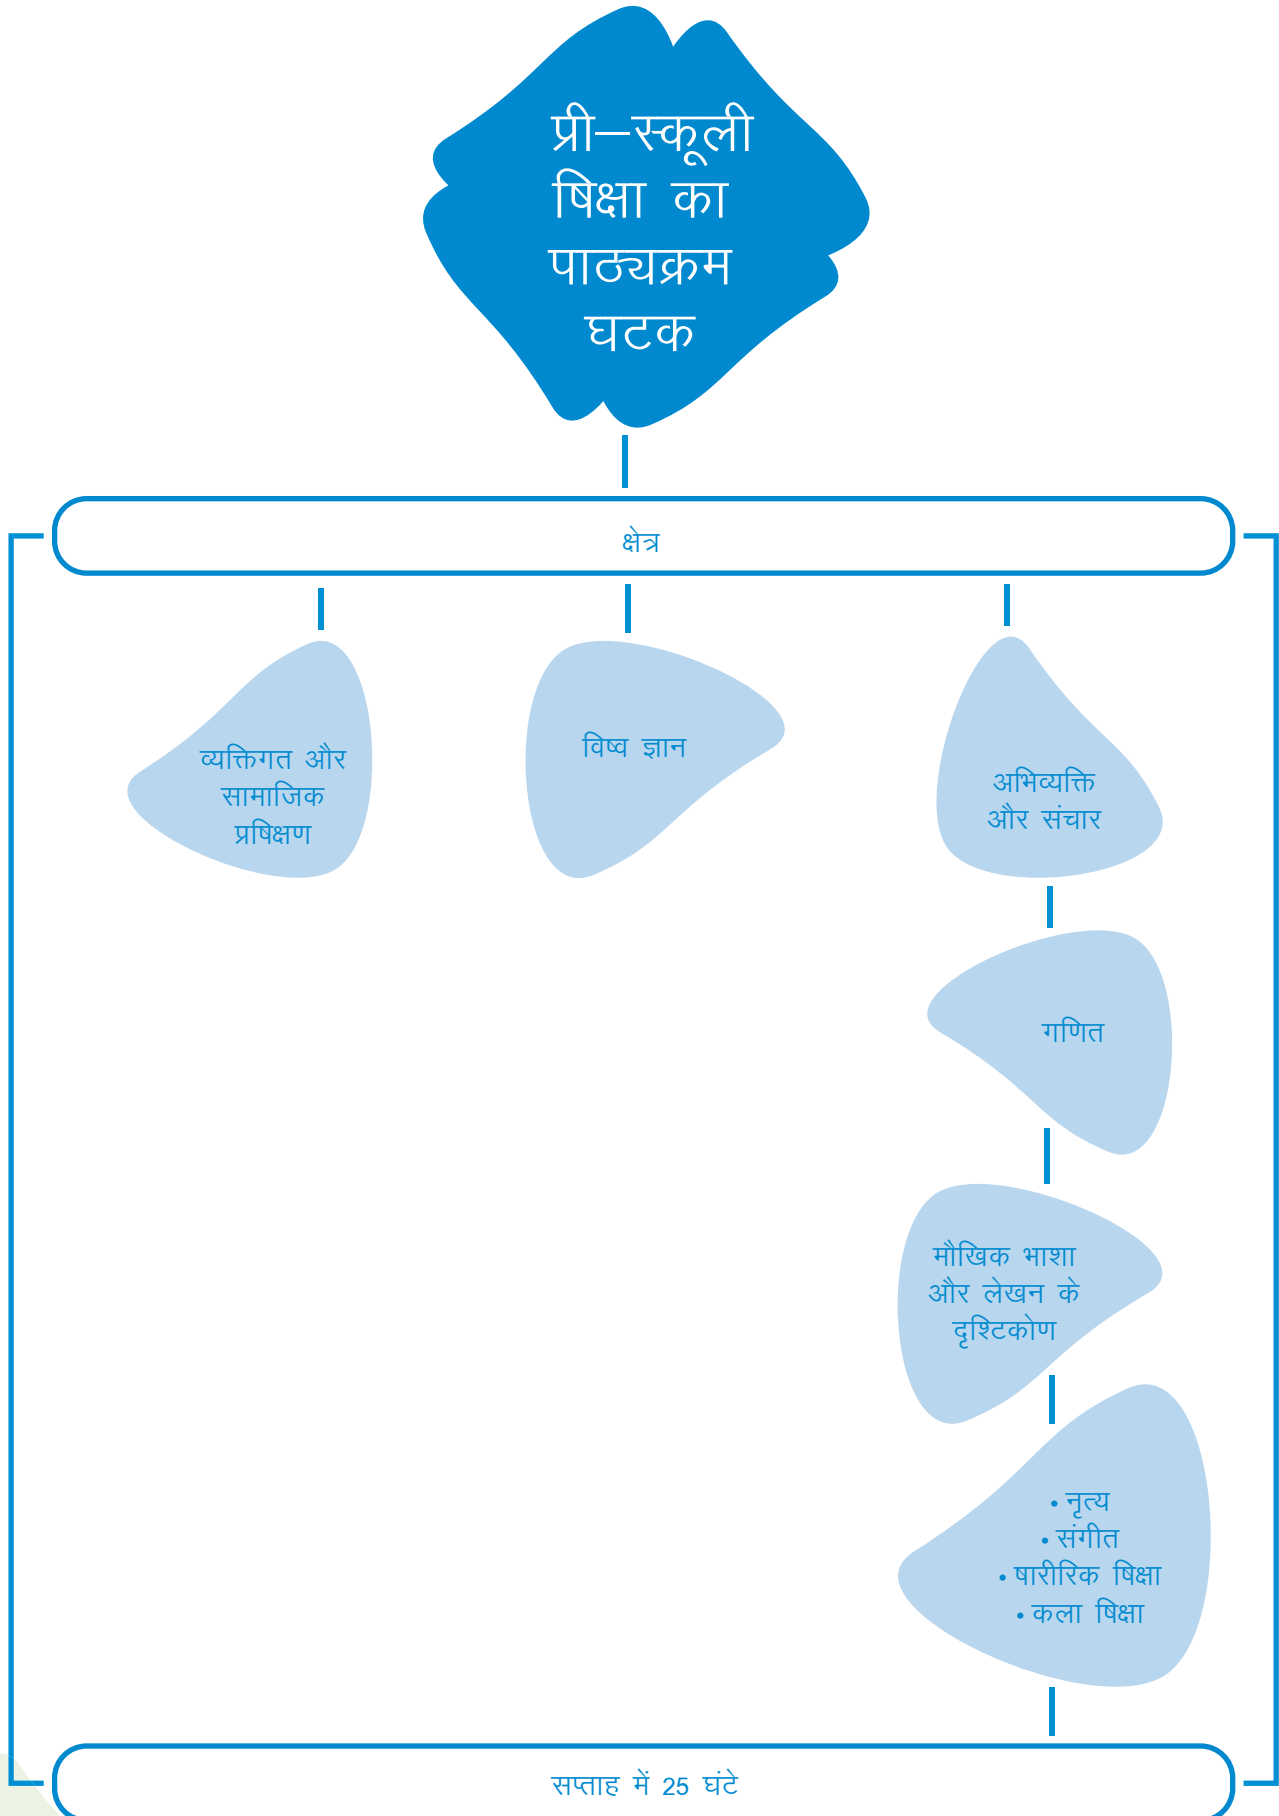 प्री–स्कूली
षिक्षा का
पाठ्यक्रम
घटक
क्षेत्र
व्यक्तिगत और
सामाजिक
प्रषिक्षण
विष्व ज्ञान
अभिव्यक्ति
और संचार
गणित
मौखिक भाशा
और लेखन के
दृश्टिकोण
• नृत्य
• संगीत
• षारीरिक षिक्षा
• कला षिक्षा
सप्ताह में 25 घंटे